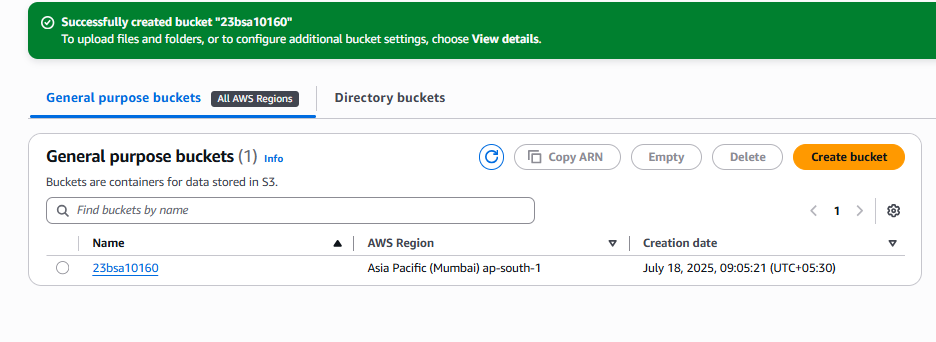 Successfully created bucket "23bsa10160"
To upload files and folders, or to configure additional bucket settings, choose View details.
General purpose buckets All AWS Regions Directory buckets
General purpose buckets (1) Info
Copy ARN Empty Delete Create bucket
Buckets are containers for data stored in S3.
Find buckets by name
1
Name AWS Region Creation date
23bsa10160 Asia Pacific (Mumbai) ap-south-1 July 18, 2025, 09:05:21 (UTC+05:30)